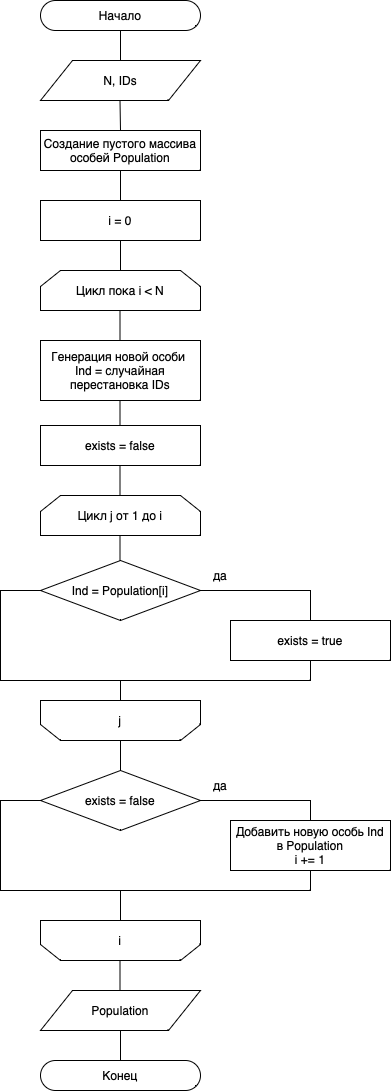 Начало
N, IDs
Создание пустого массива
особей Population
i = 0
Цикл пока i < N
Генерация новой особи
Ind = случайная
перестановка IDs
exists = false
Цикл j от 1 до i
Ind = Population[i]
да
exists = true
j
exists = false
да
Добавить новую особь Ind
в Population
i += 1
i
Population
Конец